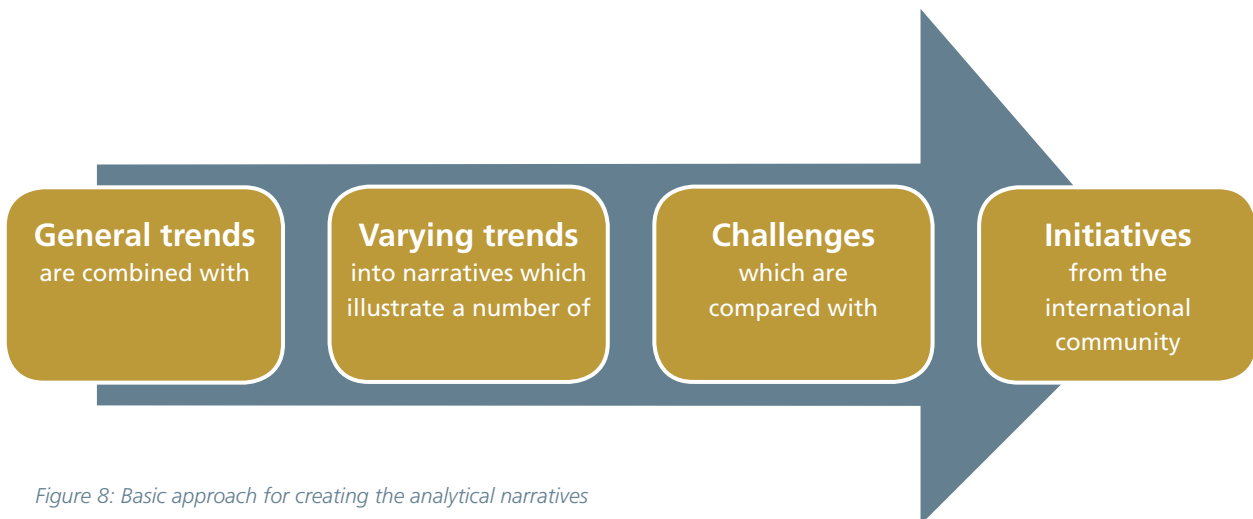 General trends
are combined with
Varying trends
into narratives which
illustrate a number of
Challenges
which are
compared with
Initiatives
from the
international
community
Figure 8: Basic approach for creating the analytical narratives